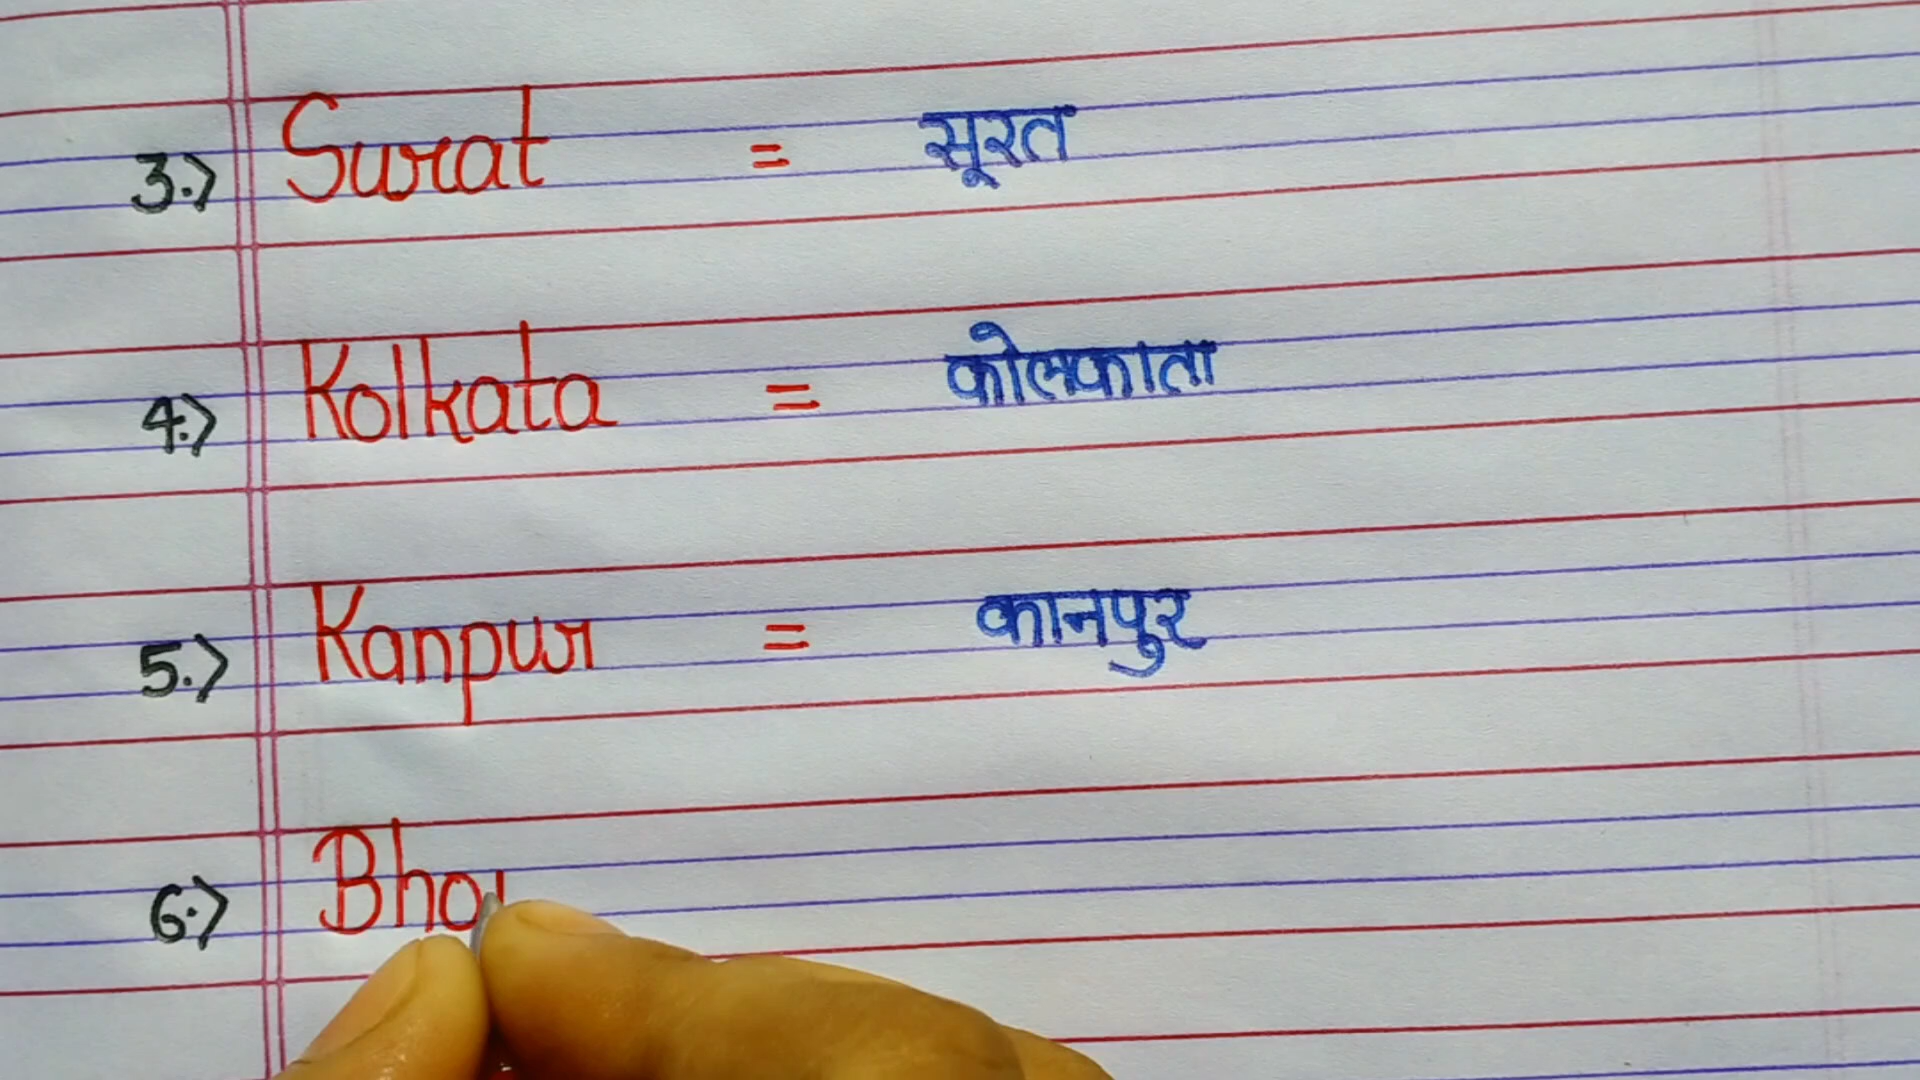 3.) Surat = सूरत
4.) Kolkata = कोलकाता
5.) Kanpur = कानपुर
6.) Bho